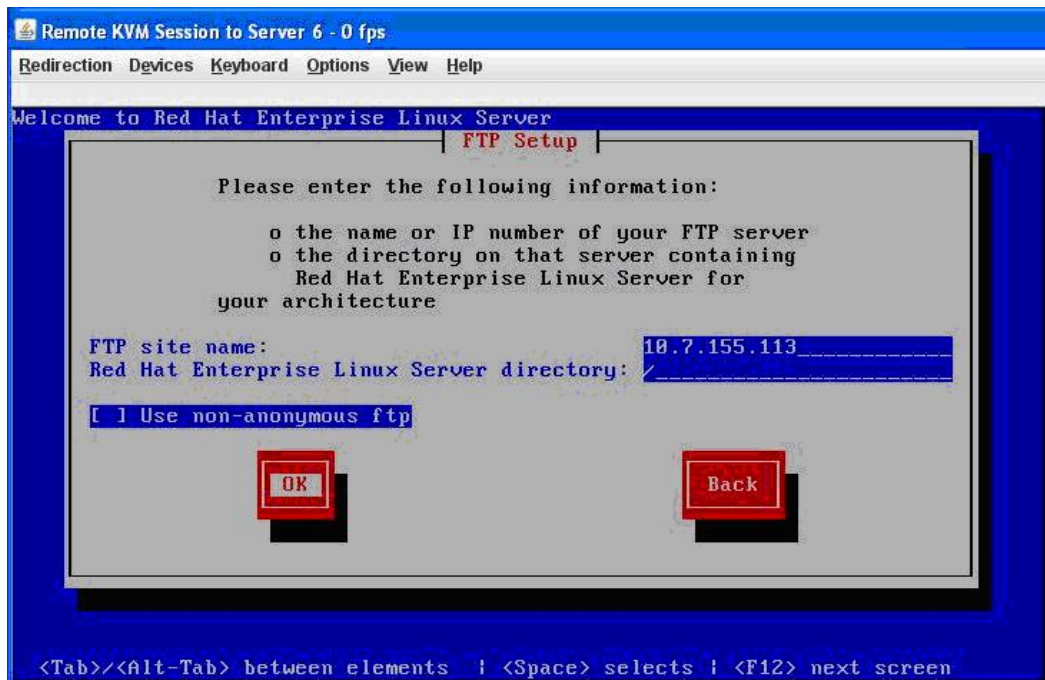 Remote KVM Session to Server 6 - 0 fps
Redirection Devices Keyboard Options View Help
Welcome to Red Hat Enterprise Linux Server
FTP Setup
Please enter the following information:
o the name or IP number of your FTP server
o the directory on that server containing
Red Hat Enterprise Linux Server for
your architecture
FTP site name: 10.7.155.113_____________
Red Hat Enterprise Linux Server directory: /________________________
[ ] Use non-anonymous ftp
OK Back
<Tab>/<Alt-Tab> between elements | <Space> selects | <F12> next screen